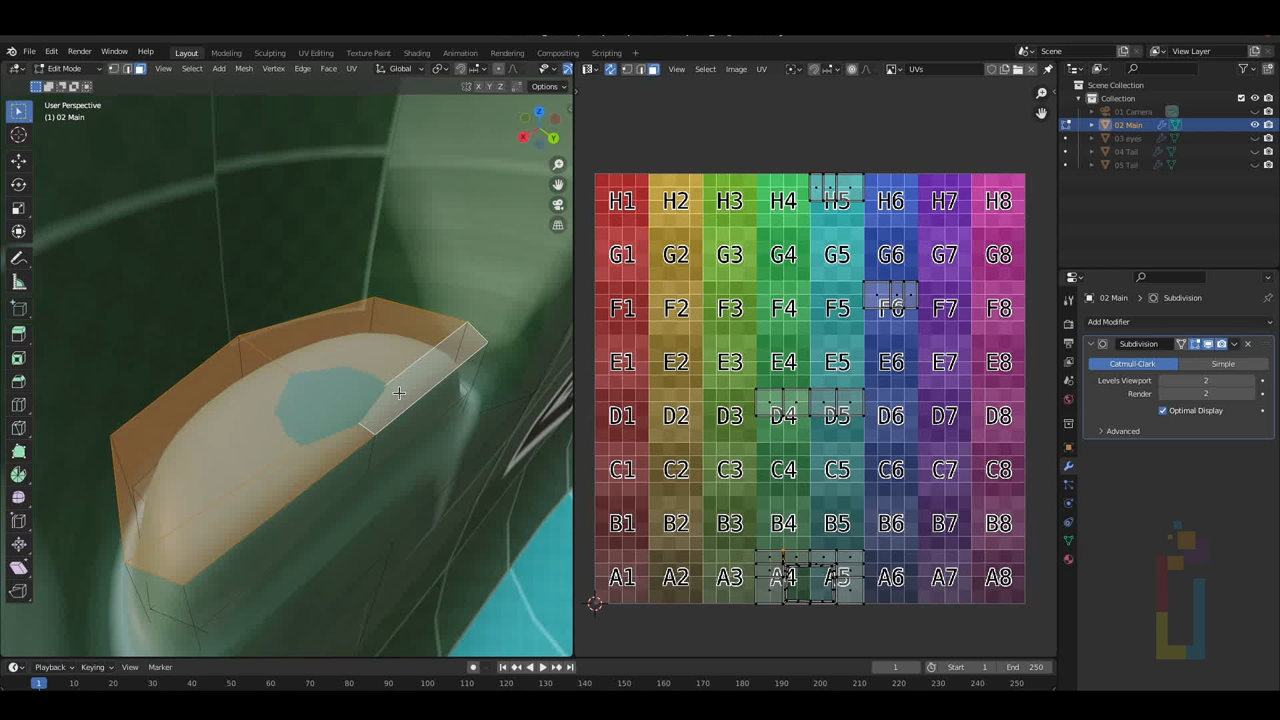 File Edit Render Window Help Layout Modeling Sculpting UV Editing Texture Paint Shading Animation Rendering Compositing Scripting + Scene View Layer
Edit Mode View Select Add Mesh Vertex Edges Face UV Global View Select Image UV UVs
X Y Z Options
User Perspective
(1) 02 Main
Z
X Y
Scene Collection
Collection
01 Camera
02 Main
03 eyes
04 Tail
05 Tail
H1 H2 H3 H4 H5 H6 H7 H8
G1 G2 G3 G4 G5 G6 G7 G8
F1 F2 F3 F4 F5 F6 F7 F8
E1 E2 E3 E4 E5 E6 E7 E8
D1 D2 D3 D4 D5 D6 D7 D8
C1 C2 C3 C4 C5 C6 C7 C8
B1 B2 B3 B4 B5 B6 B7 B8
A1 A2 A3 A4 A5 A6 A7 A8
02 Main Subdivision
Add Modifier
Subdivision
Catmull-Clark Simple
Levels Viewport 2
Render 2
Optimal Display
Advanced
Playback Keying View Marker 1 Start 1 End 250
1 10 20 30 40 50 60 70 80 90 100 110 120 130 140 150 160 170 180 190 200 210 220 230 240 250